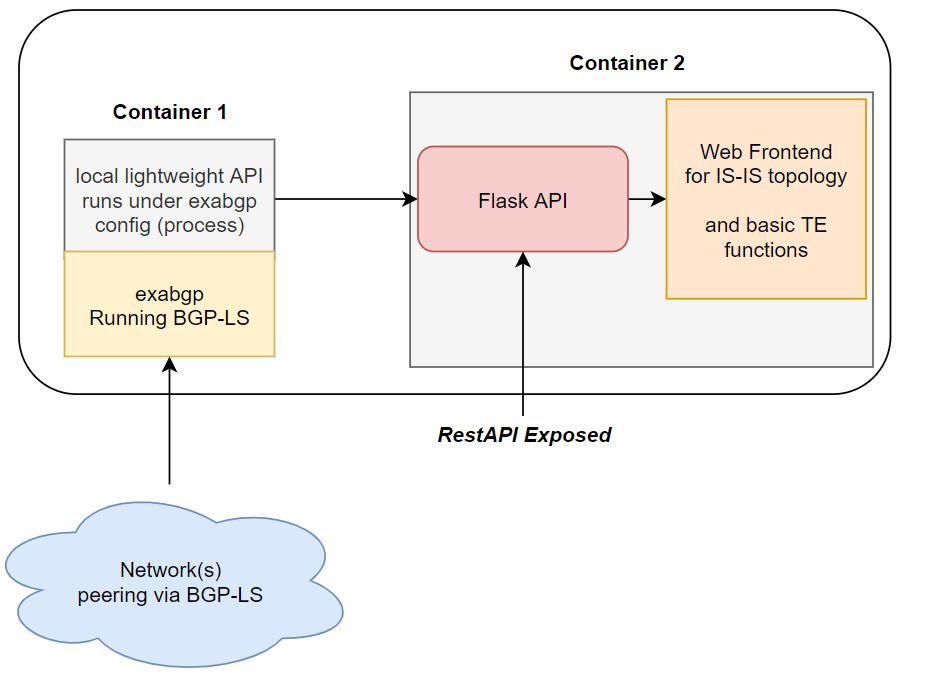 Container 2
Container 1
local lightweight API
runs under exabgp
config (process)
exabgp
Running BGP-LS
Flask API
Web Frontend
for IS-IS topology
and basic TE
functions
RestAPI Exposed
Network(s)
peering via BGP-LS